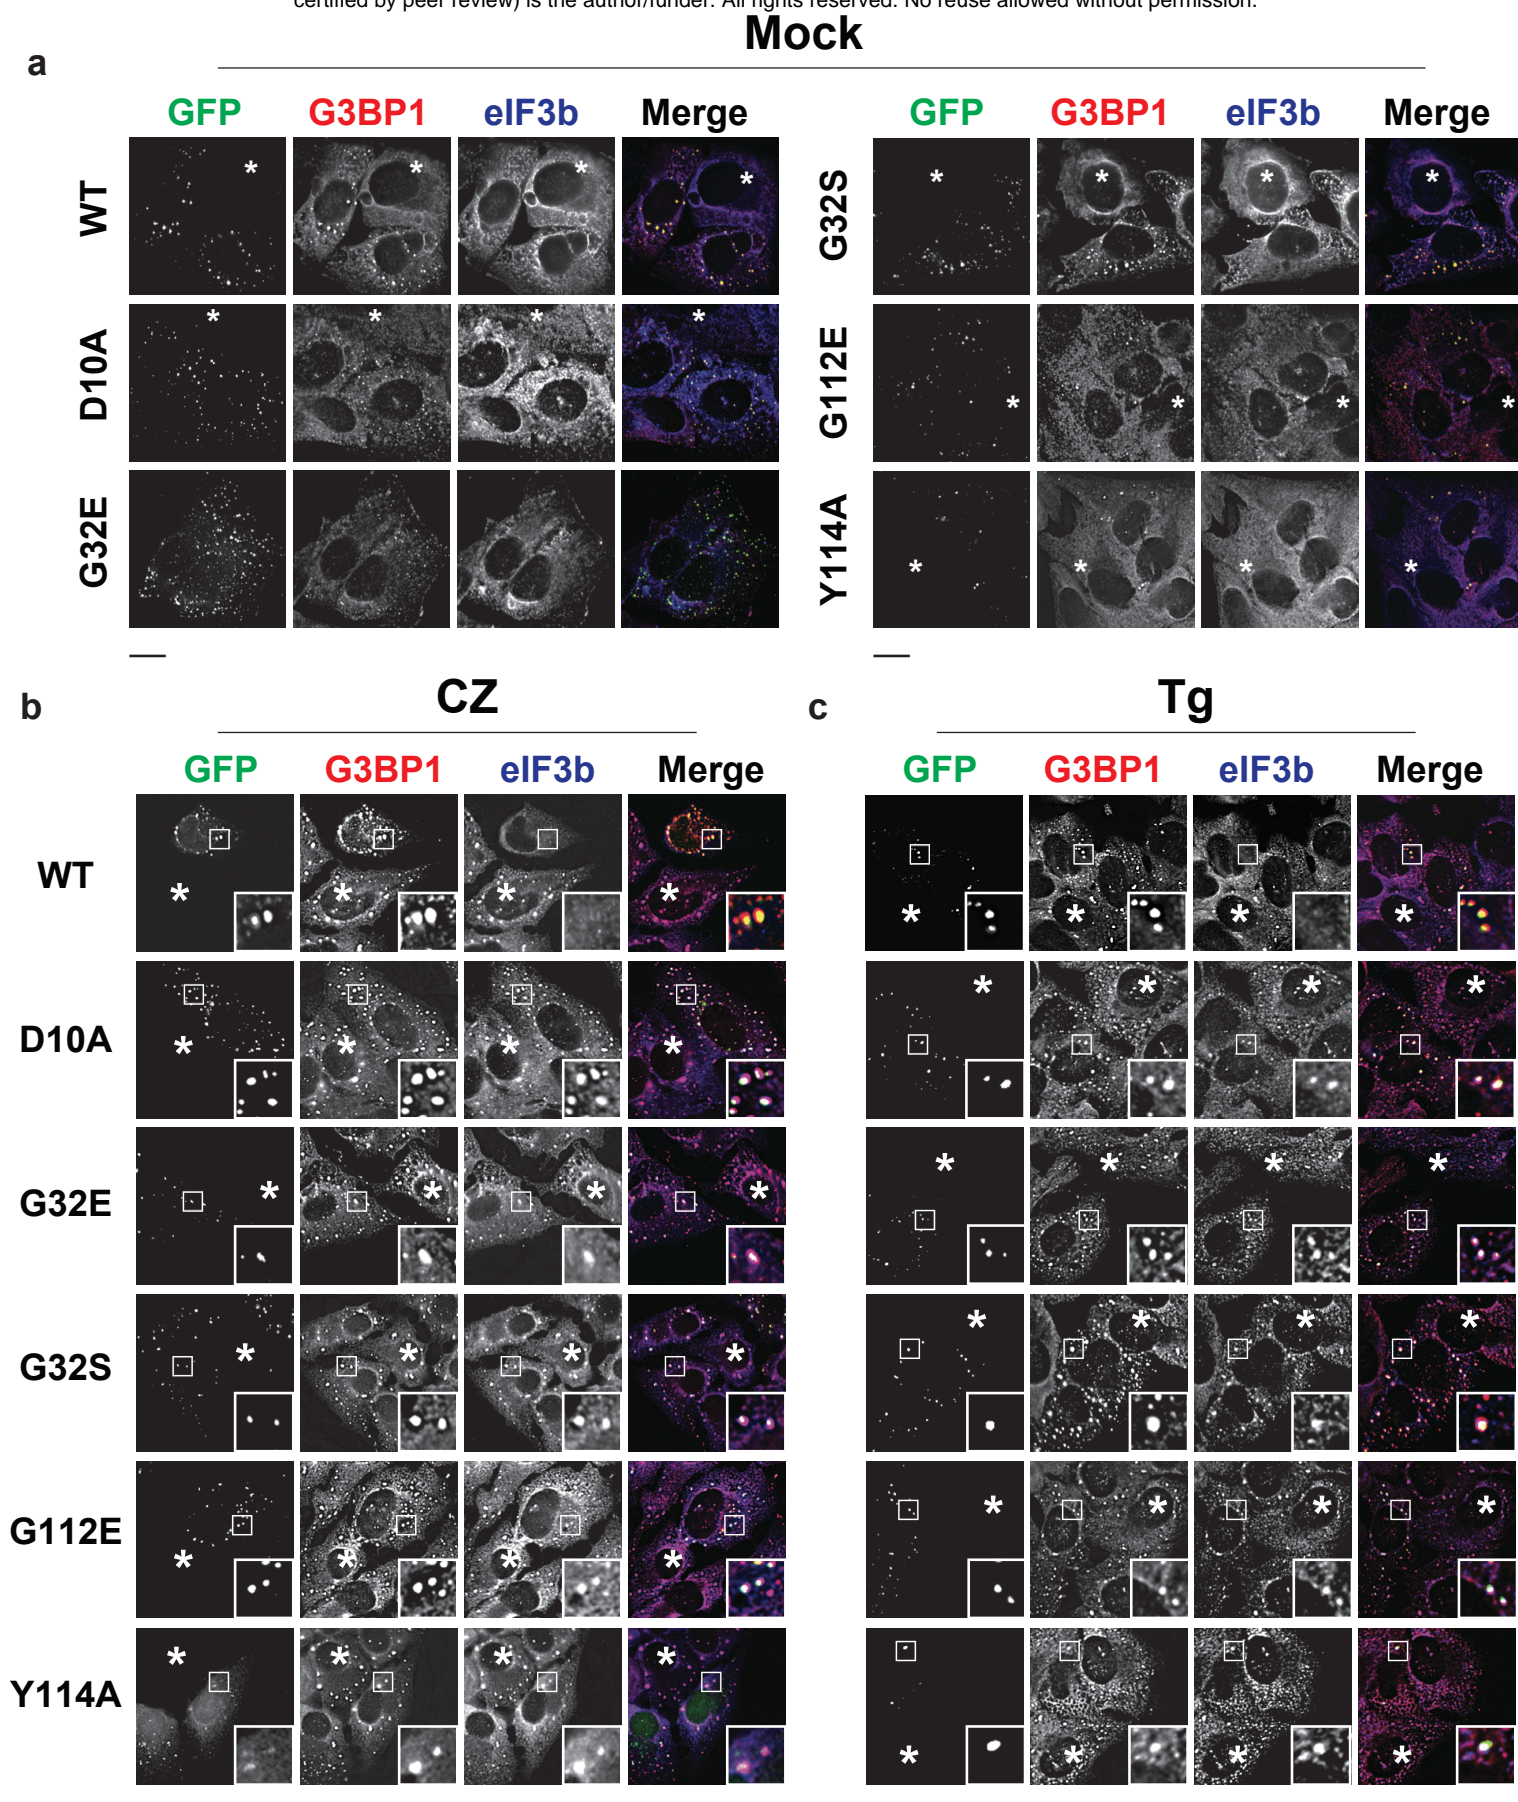 certified by peer review) is the author/funder. All rights reserved. No reuse allowed without permission.
Mock
a
GFP G3BP1 eIF3b Merge GFP G3BP1 eIF3b Merge
WT * * * * G32S * * * *
D10A * * * * G112E * * * *
G32E Y114A * * * *
b CZ c Tg
GFP G3BP1 eIF3b Merge GFP G3BP1 eIF3b Merge
WT * * * * * * * *
D10A * * * * * * * *
G32E * * * * * * * *
G32S * * * * * * * *
G112E * * * * * * * *
Y114A * * * * * * * *